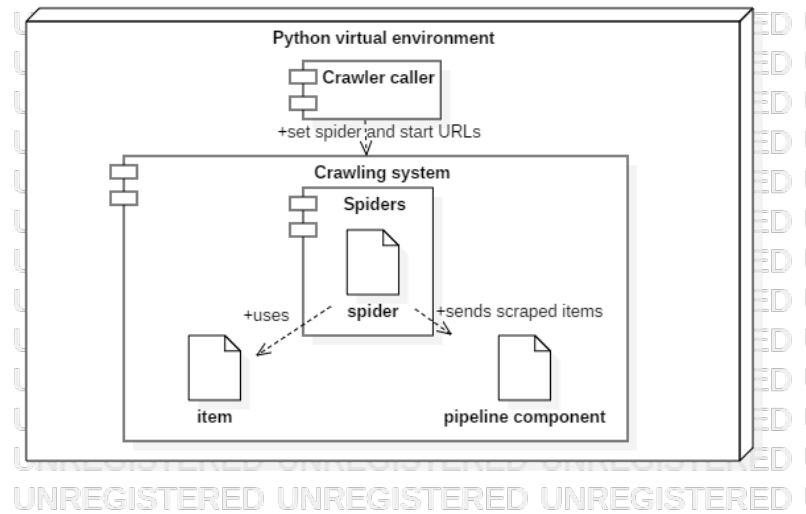 Python virtual environment
Crawler caller
+set spider and start URLs
Crawling system
Spiders
spider
+uses
+sends scraped items
item
pipeline component
UNREGISTERED UNREGISTERED UNREGISTERED